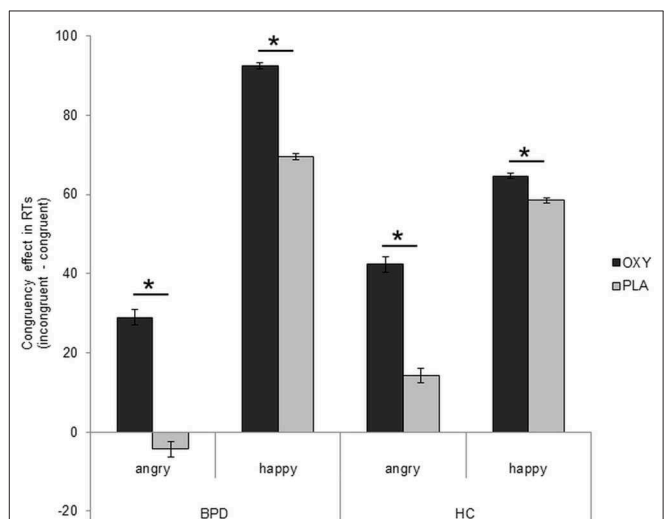 100
80
60
40
20
0
-20
Congruency effect in RTs
(incongruent - congruent)
*
*
*
*
angry
happy
angry
happy
BPD
HC
OXY
PLA